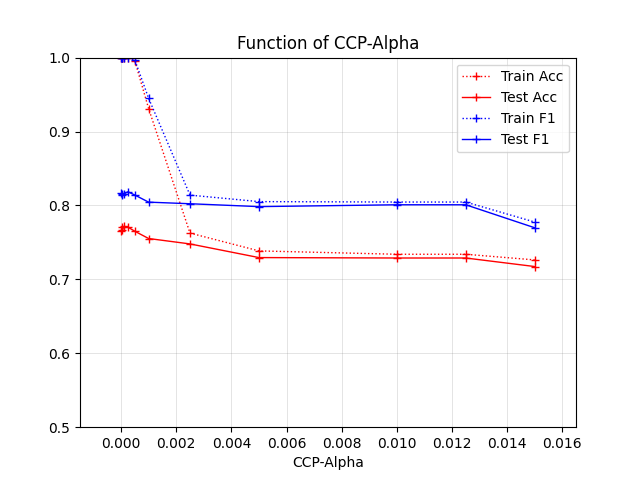 Function of CCP-Alpha
1.0
0.9
0.8
0.7
0.6
0.5
Train Acc
Test Acc
Train F1
Test F1
0.000 0.002 0.004 0.006 0.008 0.010 0.012 0.014 0.016
CCP-Alpha